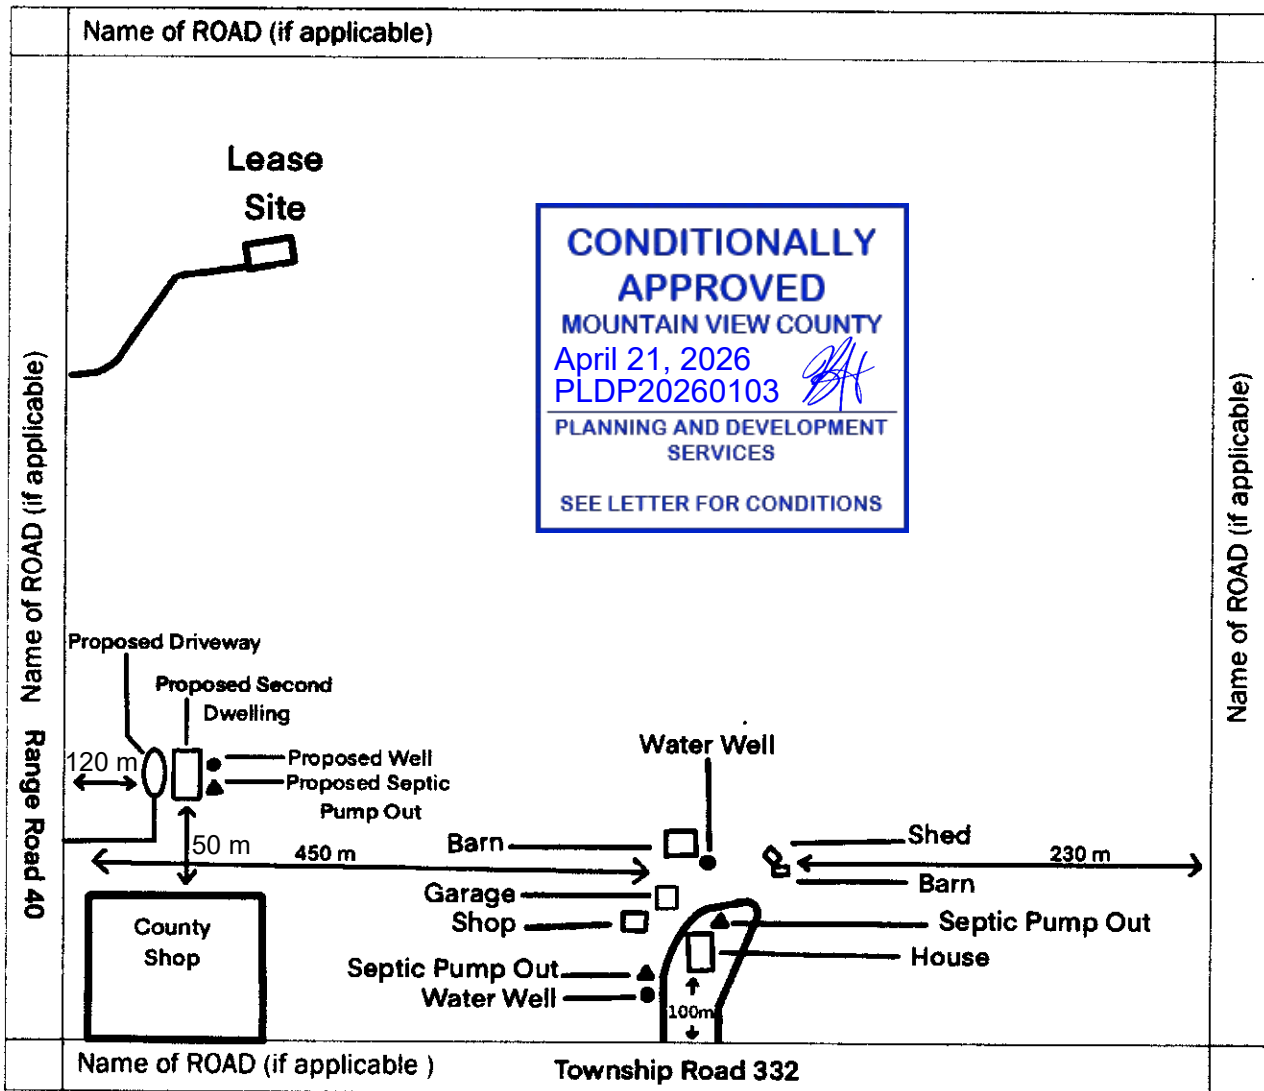 Name of ROAD (if applicable)
Lease
Site
CONDITIONALLY
APPROVED
MOUNTAIN VIEW COUNTY
April 21, 2026
PLDP20260103
PLANNING AND DEVELOPMENT
SERVICES
SEE LETTER FOR CONDITIONS
Range Road 40 Name of ROAD (if applicable)
Name of ROAD (if applicable)
Proposed Driveway
Proposed Second
Dwelling
120 m
Proposed Well
Proposed Septic
Pump Out
50 m
450 m
Water Well
Barn
Garage
Shop
Shed
230 m
Barn
Septic Pump Out
House
County
Shop
Septic Pump Out
Water Well
100m
Name of ROAD (if applicable )
Township Road 332